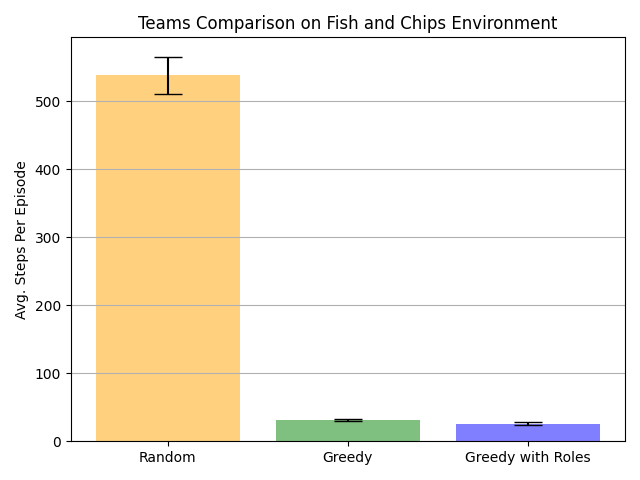 Teams Comparison on Fish and Chips Environment
Avg. Steps Per Episode
500
400
300
200
100
0
Random
Greedy
Greedy with Roles